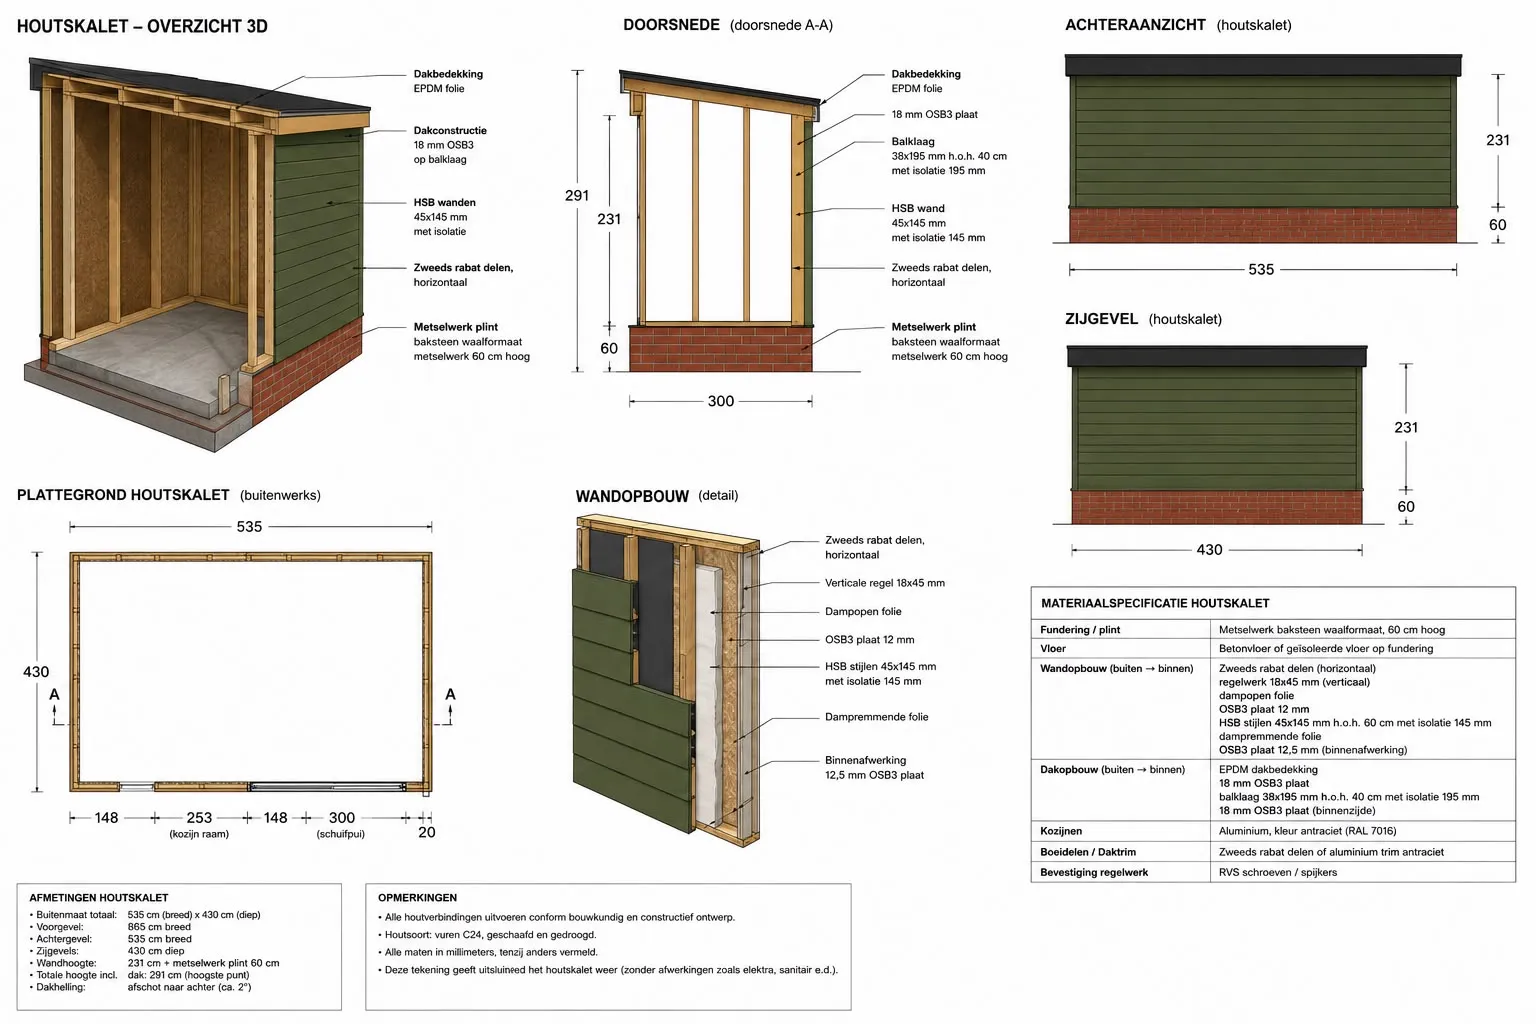 HOUTSKALET – OVERZICHT 3D
Dakbedekking
EPDM folie
Dakconstructie
18 mm OSB3
op balklaag
HSB wanden
45x145 mm
met isolatie
Zweeds rabat delen,
horizontaal
Metselwerk plint
baksteen waalformaat
metselwerk 60 cm hoog
DOORSNEDE (doorsnede A-A)
291
231
60
300
Dakbedekking
EPDM folie
18 mm OSB3 plaat
Balklaag
38x195 mm h.o.h. 40 cm
met isolatie 195 mm
HSB wand
45x145 mm
met isolatie 145 mm
Zweeds rabat delen,
horizontaal
Metselwerk plint
baksteen waalformaat
metselwerk 60 cm hoog
ACHTERAANZICHT (houtskalet)
231
60
535
ZIJGEVEL (houtskalet)
231
60
430
PLATTEGROND HOUTSKALET (buitenwerks)
535
430
A
A
148
253
148
300
20
(kozijn raam)
(schuifpui)
WANDOPBOUW (detail)
Zweeds rabat delen,
horizontaal
Verticale regel 18x45 mm
Dampopen folie
OSB3 plaat 12 mm
HSB stijlen 45x145 mm
met isolatie 145 mm
Dampremmende folie
Binnenafwerking
12,5 mm OSB3 plaat
MATERIAALSPECIFICATIE HOUTSKALET
Fundering / plint Metselwerk baksteen waalformaat, 60 cm hoog
Vloer Betonvloer of geïsoleerde vloer op fundering
Wandopbouw (buiten → binnen) Zweeds rabat delen (horizontaal)
regelwerk 18x45 mm (verticaal)
dampopen folie
OSB3 plaat 12 mm
HSB stijlen 45x145 mm h.o.h. 60 cm met isolatie 145 mm
dampremmende folie
OSB3 plaat 12,5 mm (binnenafwerking)
Dakopbouw (buiten → binnen) EPDM dakbedekking
18 mm OSB3 plaat
balklaag 38x195 mm h.o.h. 40 cm met isolatie 195 mm
18 mm OSB3 plaat (binnenzijde)
Kozijnen Aluminium, kleur antraciet (RAL 7016)
Boeidelen / Daktrim Zweeds rabat delen of aluminium trim antraciet
Bevestiging regelwerk RVS schroeven / spijkers
AFMETINGEN HOUTSKALET
• Buitenmaat totaal: 535 cm (breed) x 430 cm (diep)
• Voorgevel: 865 cm breed
• Achtergevel: 535 cm breed
• Zijgevels: 430 cm diep
• Wandhoogte: 231 cm + metselwerk plint 60 cm
• Totale hoogte incl. dak: 291 cm (hoogste punt)
• Dakhelling: afschot naar achter (ca. 2°)
OPMERKINGEN
• Alle houtverbindingen uitvoeren conform bouwkundig en constructief ontwerp.
• Houtsoort: vuren C24, geschaafd en gedroogd.
• Alle maten in millimeters, tenzij anders vermeld.
• Deze tekening geeft uitsluineed het houtskalet weer (zonder afwerkingen zoals elektra, sanitair e.d.).